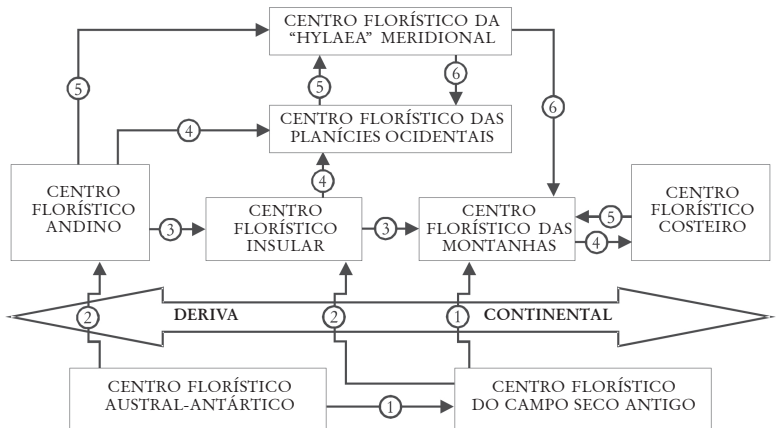 CENTRO FLORÍSTICO DA
“HYLAEA” MERIDIONAL
5
5
6
6
CENTRO FLORÍSTICO DAS
PLANÍCIES OCIDENTAIS
4
4
CENTRO
FLORÍSTICO
ANDINO
3
CENTRO
FLORÍSTICO
INSULAR
3
CENTRO
FLORÍSTICO DAS
MONTANHAS
5
4
CENTRO
FLORÍSTICO
COSTEIRO
2
DERIVA
2
1
CONTINENTAL
CENTRO FLORÍSTICO
AUSTRAL-ANTÁRTICO
1
CENTRO FLORÍSTICO
DO CAMPO SECO ANTIGO